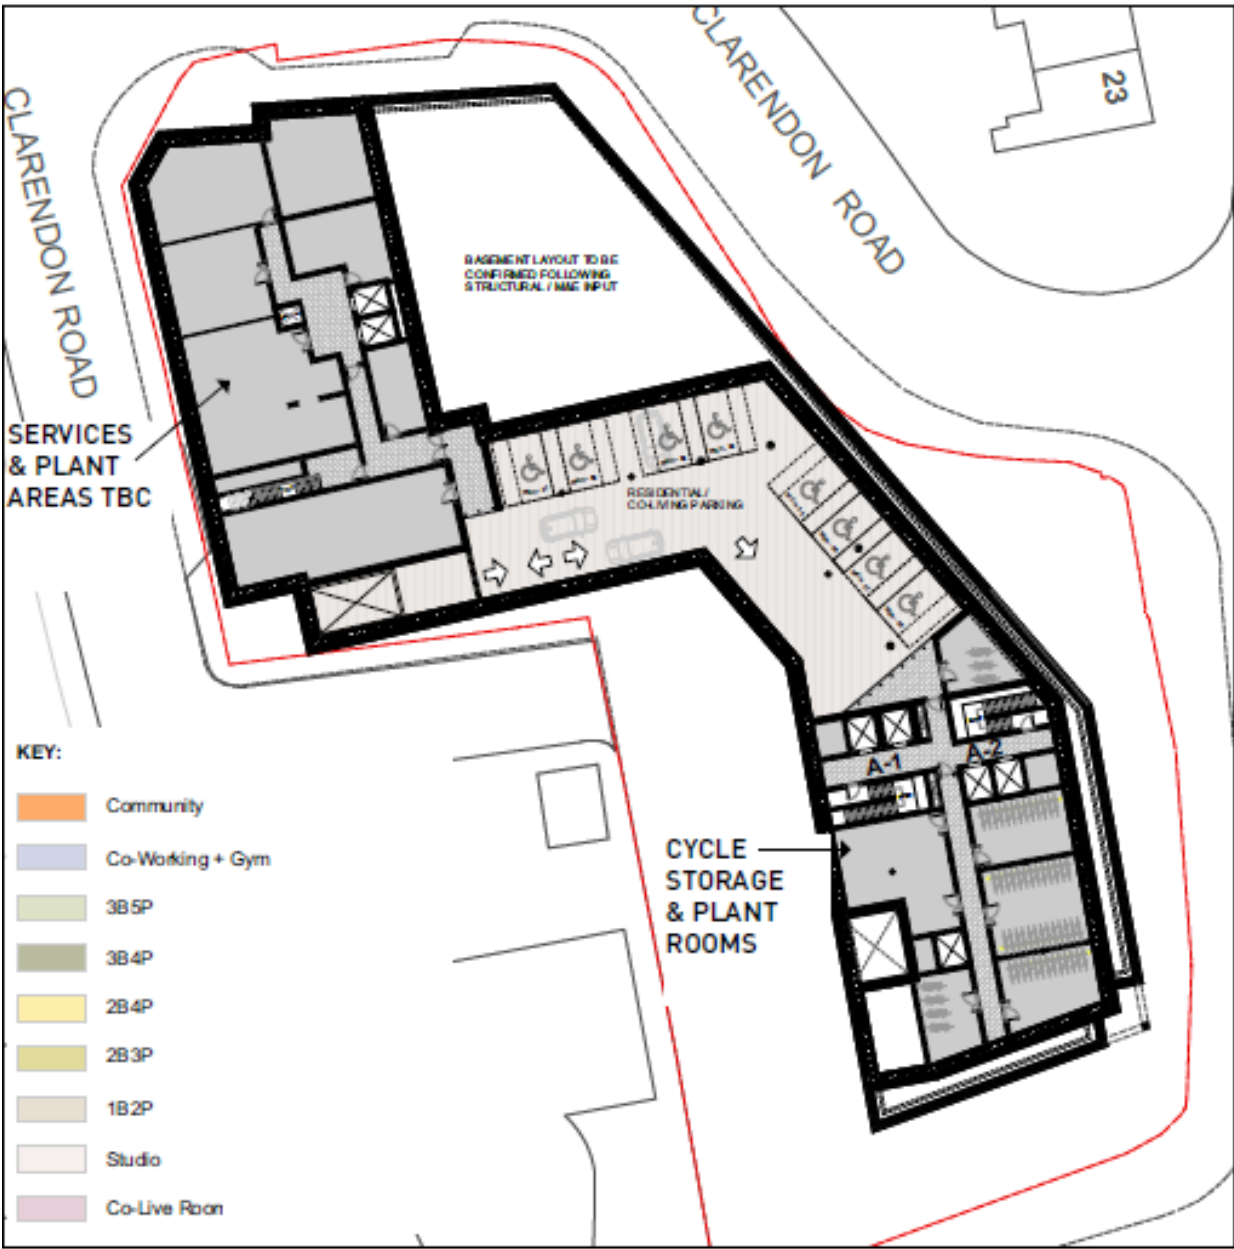 CLARENDON ROAD
CLARENDON ROAD
23
BASEMENT LAYOUT TO BE
CONFIRMED FOLLOWING
STRUCTURAL / M&E INPUT
SERVICES
& PLANT
AREAS TBC
RESIDENTIAL/
CO-LIVING PARKING
A-1
A-2
CYCLE
STORAGE
& PLANT
ROOMS
KEY:
Community
Co-Working + Gym
3B5P
3B4P
2B4P
2B3P
1B2P
Studio
Co-Live Room